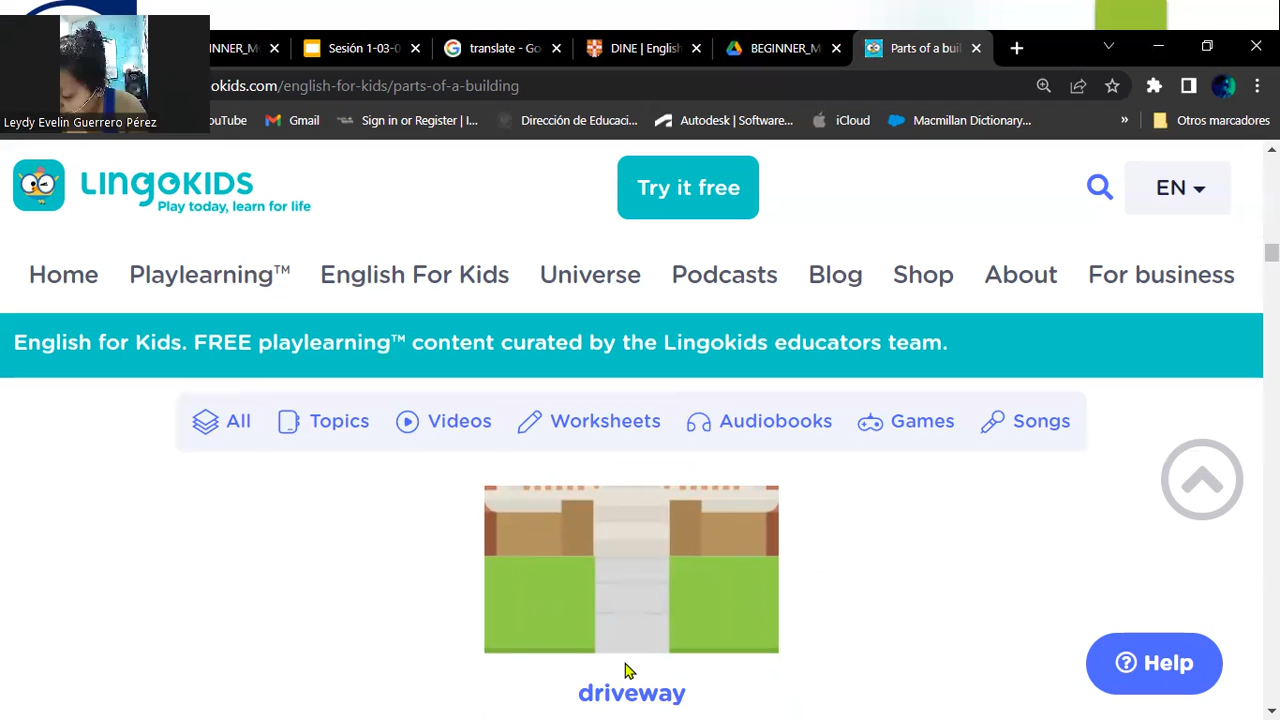 INNER_M
Sesión 1-03-0
translate - Go
DINE | English
BEGINNER_M
Parts of a buil
okids.com/english-for-kids/parts-of-a-building
Leydy Evelin Guerrero Pérez
ouTube
Gmail
Sign in or Register | I...
Dirección de Educaci...
Autodesk | Software...
iCloud
Macmillan Dictionary...
»
Otros marcadores
LINGOKIDS
Play today, learn for life
Try it free
EN
Home Playlearning™ English For Kids Universe Podcasts Blog Shop About For business
English for Kids. FREE playlearning™ content curated by the Lingokids educators team.
All Topics Videos Worksheets Audiobooks Games Songs
driveway
Help